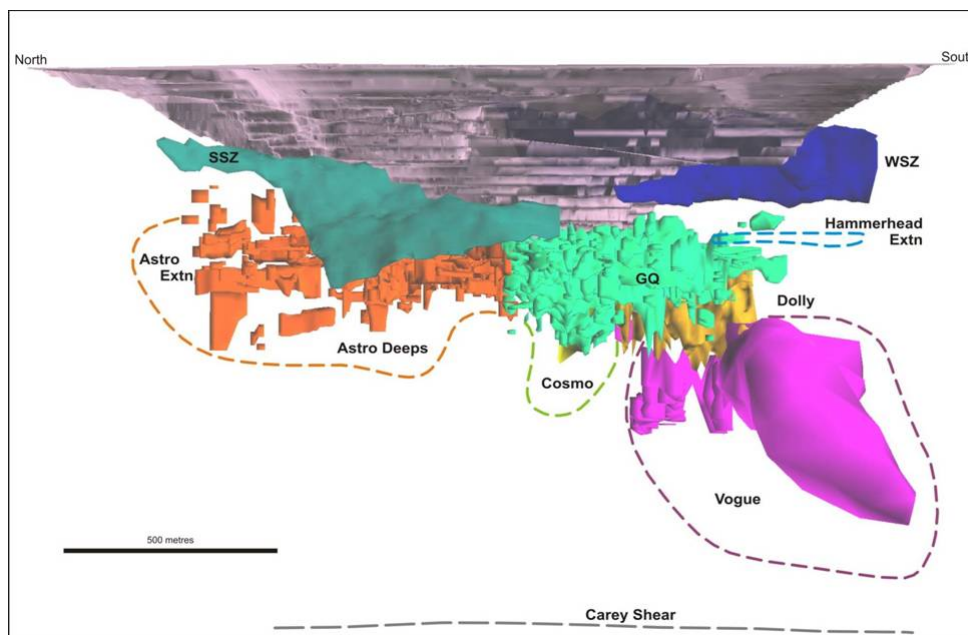 North
Sout
SSZ
WSZ
Hammerhead
Extn
Astro
Extn
GQ
Dolly
Astro Deeps
Cosmo
Vogue
500 metres
Carey Shear